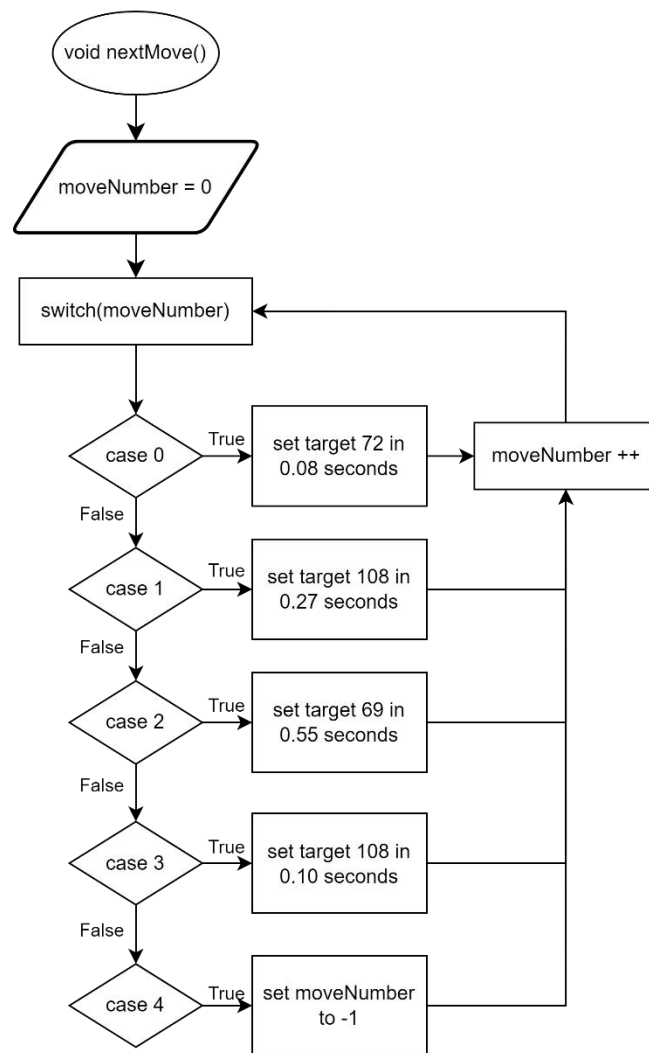 void nextMove()
moveNumber = 0
switch(moveNumber)
case 0
True
set target 72 in
0.08 seconds
moveNumber ++
False
case 1
True
set target 108 in
0.27 seconds
False
case 2
True
set target 69 in
0.55 seconds
False
case 3
True
set target 108 in
0.10 seconds
False
case 4
True
set moveNumber
to -1